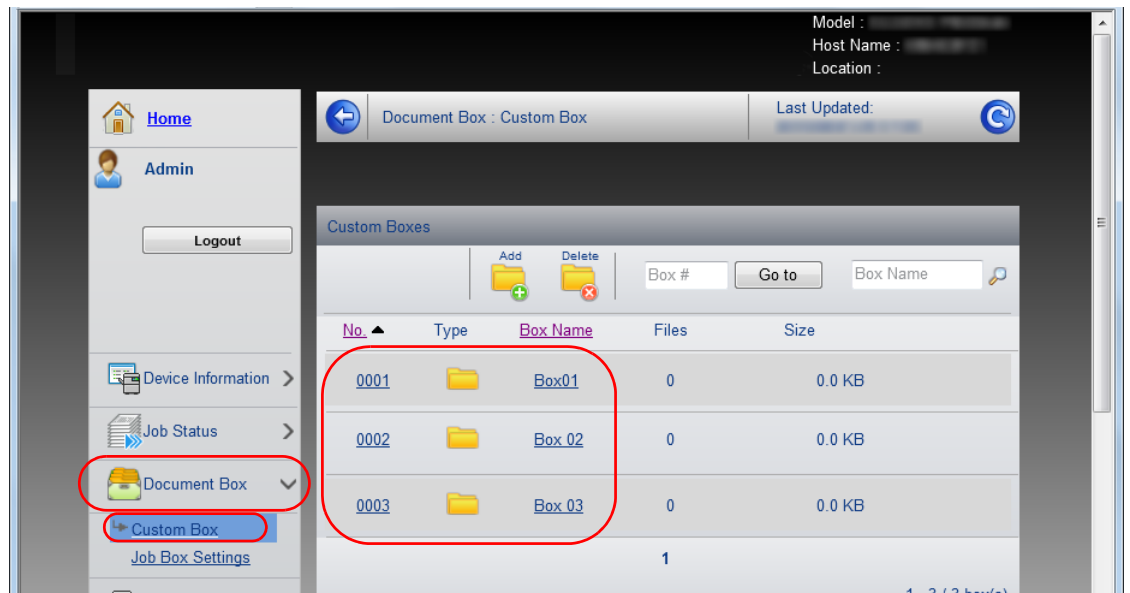 Model :
Host Name :
Location :
Home
Document Box : Custom Box
Last Updated:
Admin
Logout
Custom Boxes
Add Delete
Box # Go to Box Name
No. Type Box Name Files Size
0001 Box01 0 0.0 KB
0002 Box 02 0 0.0 KB
0003 Box 03 0 0.0 KB
1
Device Information
Job Status
Document Box
Custom Box
Job Box Settings